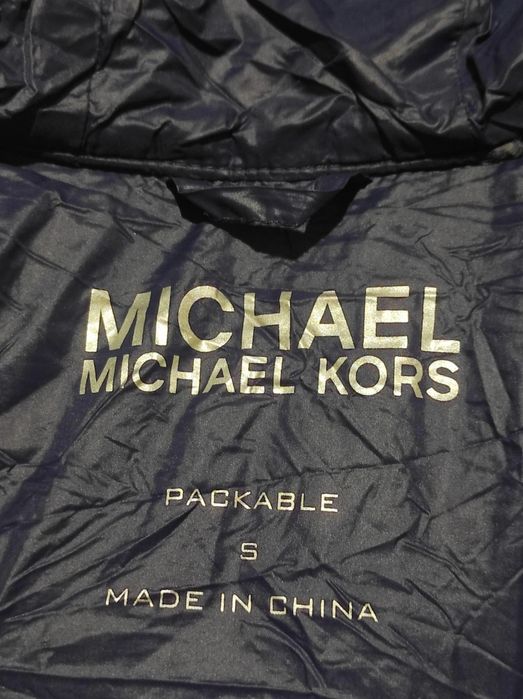 MICHAEL
MICHAEL KORS
PACKABLE
S
MADE IN CHINA